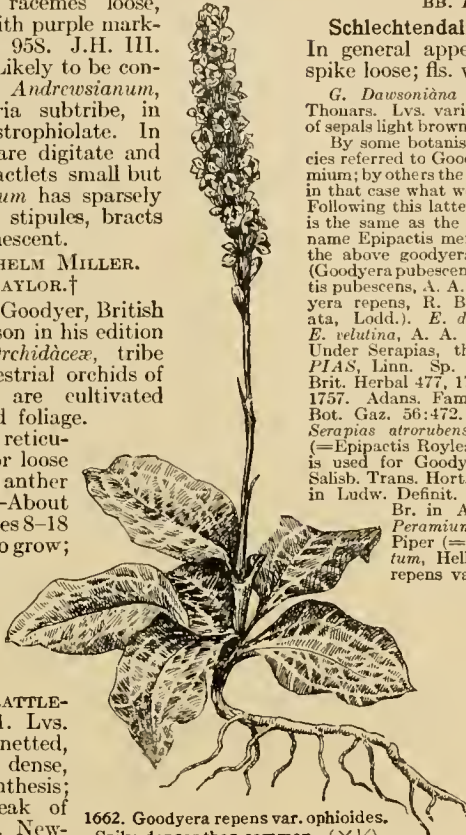 racemes loose,
ith purple mark-
958. J.H. III.
Likely to be con-
Andrewsianum,
ria subtribe, in
strophiolate. In
are digitate and
actlets small but
um has sparsely
stipules, bracts
nescent.
HELM MILLER.
AYLOR.†
Goodyer, British
son in his edition
rchidàceæ, tribe
estrial orchids of
are cultivated
d foliage.
reticu-
or loose
anther
—About
es 8–18
o grow;
ATTLE-
Lvs.
netted,
dense,
nthesis;
eak of
New-
Schlechtendal
In general appe
spike loose; fls. v
G. Dawsoniàna
Thouars. Lvs. vari
of sepals light brown
By some botanis
cies referred to Good
mium; by others the
in that case what w
Following this latte
is the same as the
name Epipactis me
the above goodyera
(Goodyera pubescen
tis pubescens, A. A.
yera repens, R. B
ata, Lodd.). E. d
E. velutina, A. A.
Under Serapias, th
PIAS, Linn. Sp.
Brit. Herbal 477, 17
1757. Adans. Fam
Bot. Gaz. 56:472.
Serapias atrorubens
(=Epipactis Royle
is used for Goody
Salisb. Trans. Hort.
in Ludw. Definit.
Br. in A
Peramium
Piper (=
tum, Hell
repens va
1662. Goodyera repens var. ophioides.